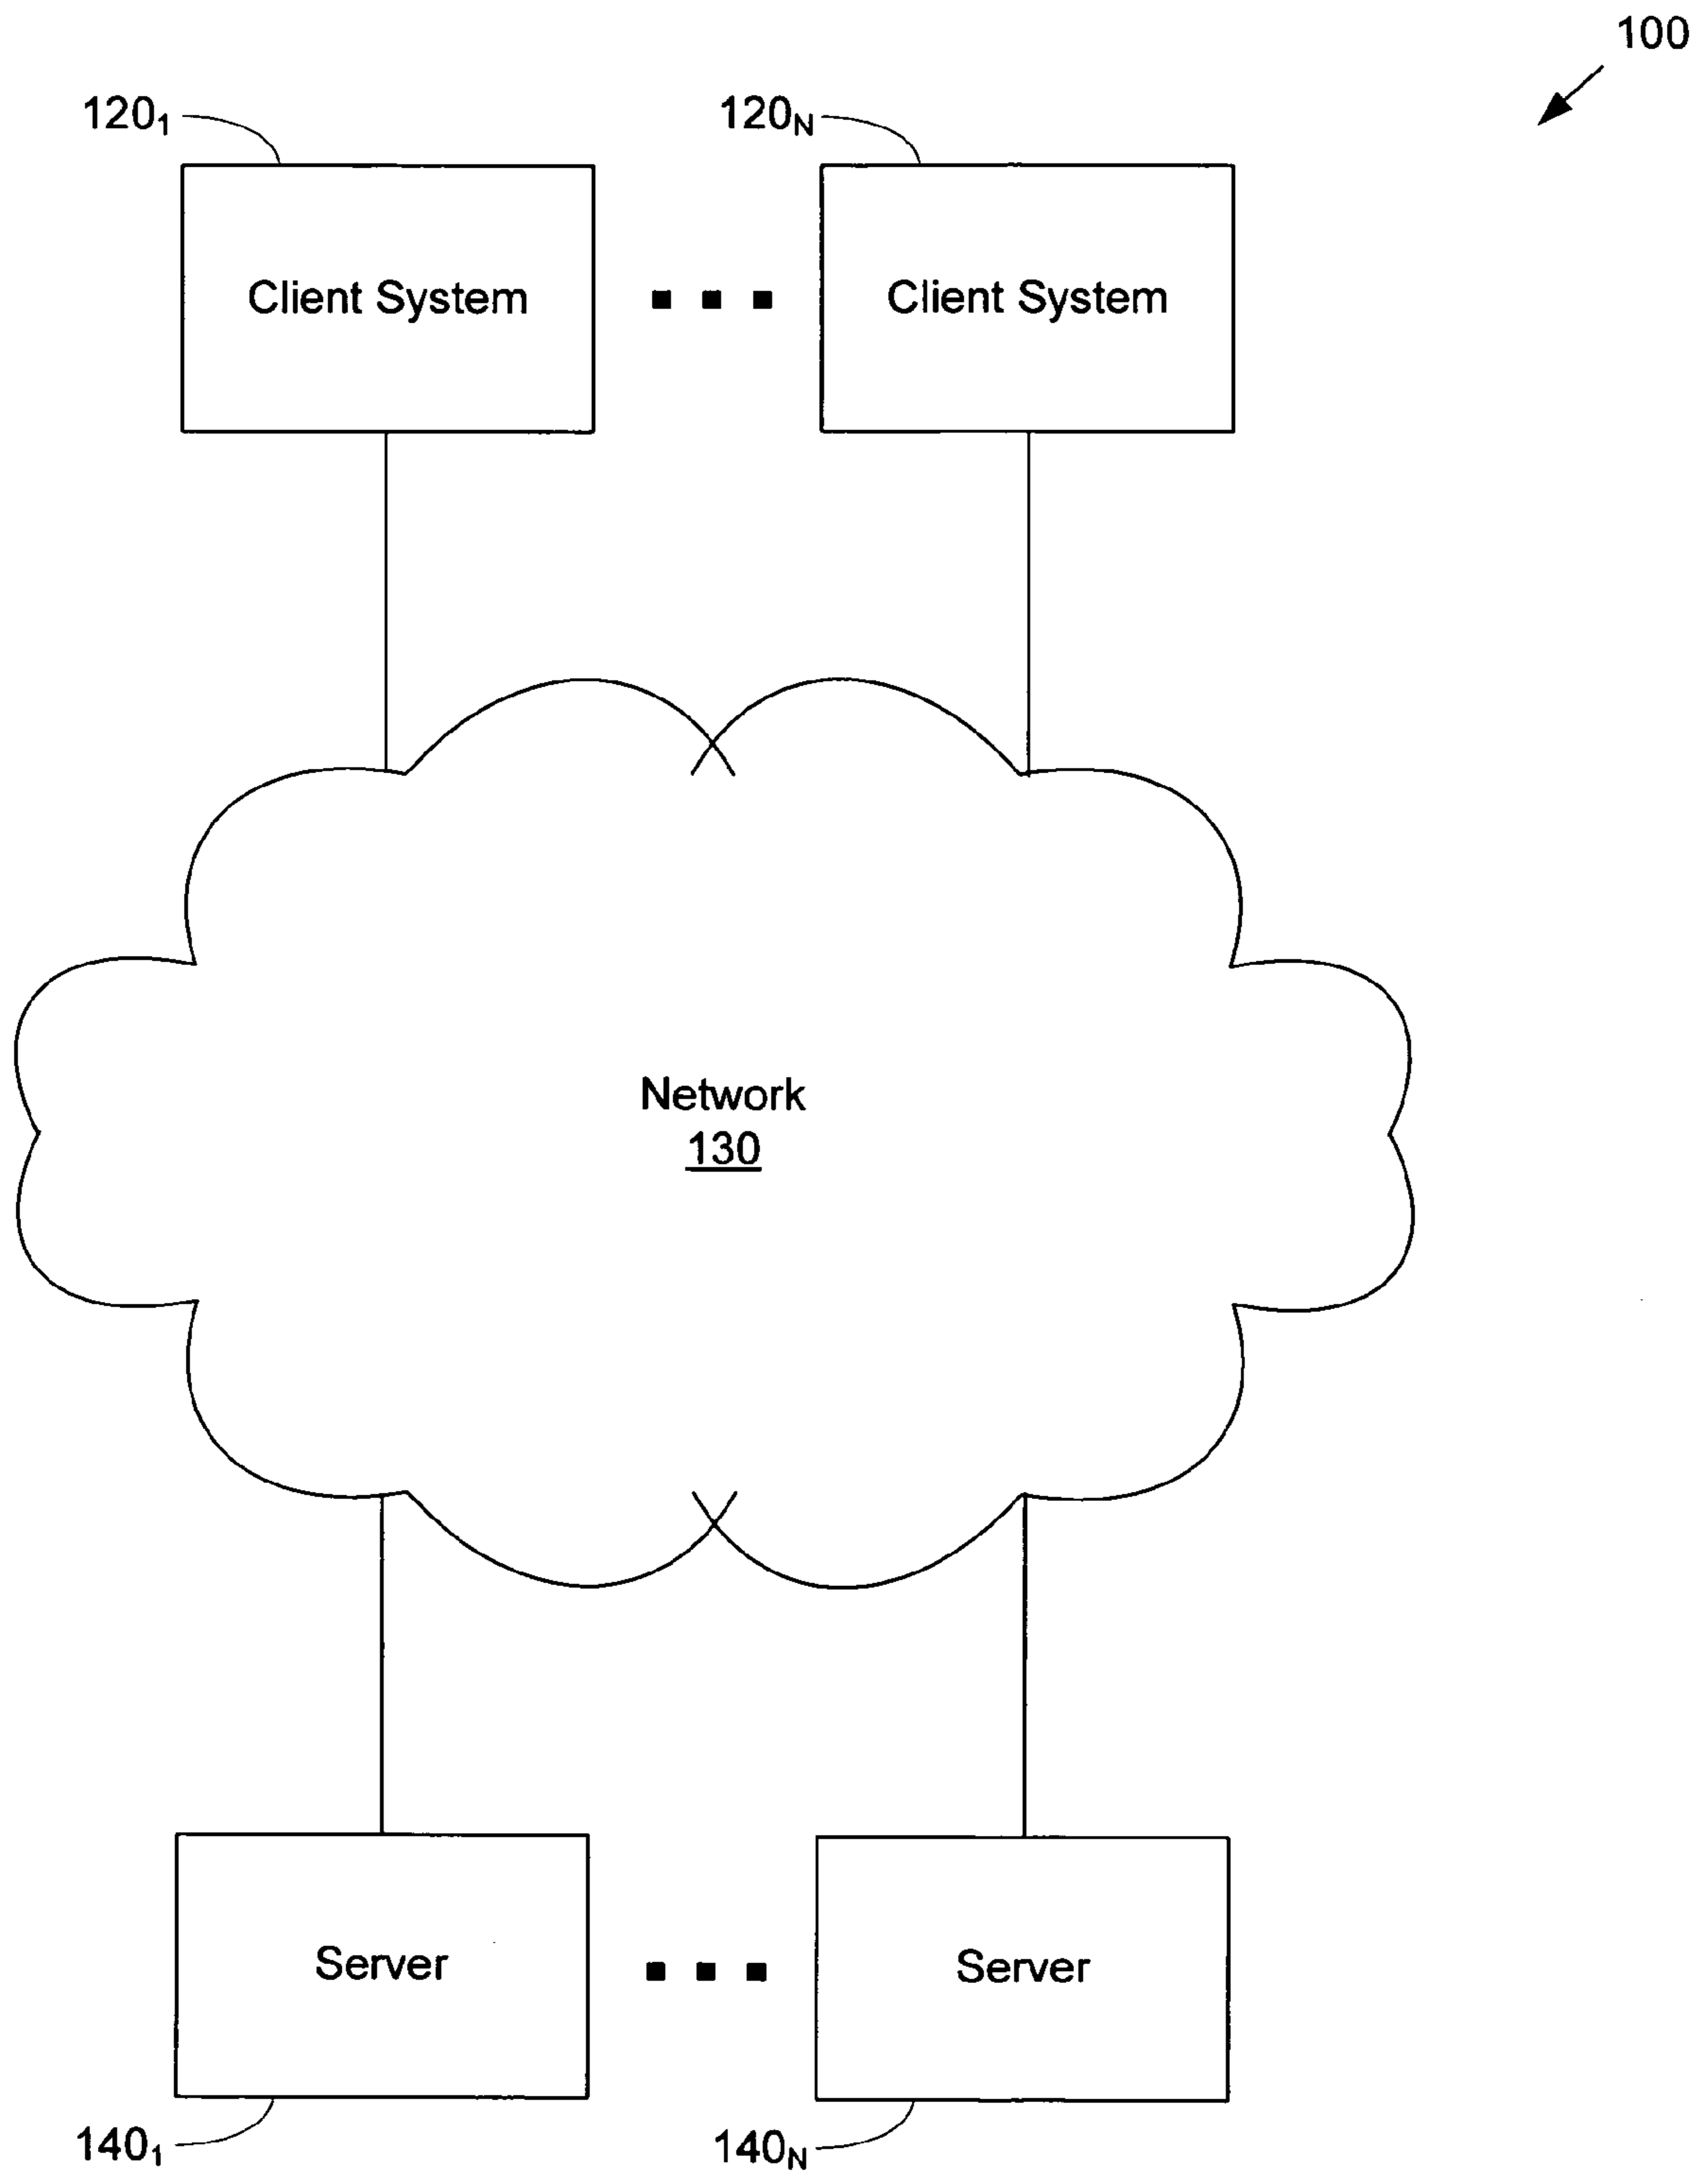 100
120₁
120ₙ
Client System
Client System
Network
130
Server
Server
140₁
140ₙ